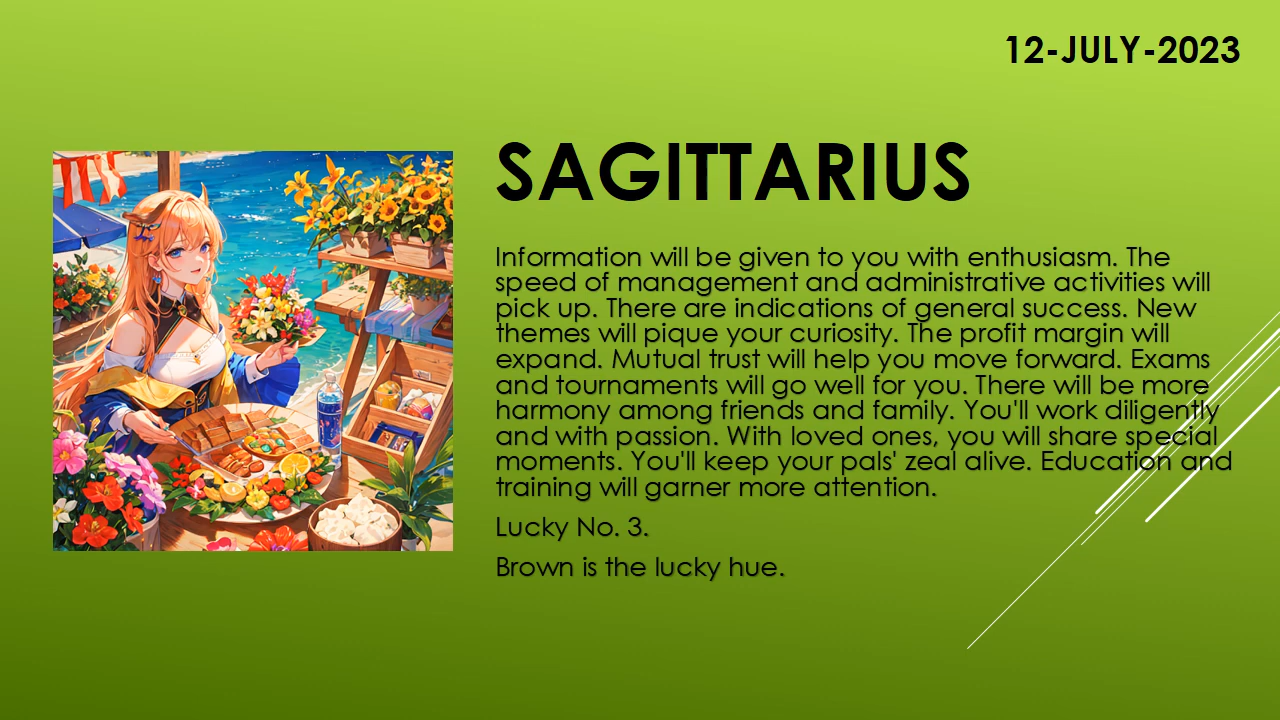 12-JULY-2023
SAGITTARIUS
Information will be given to you with enthusiasm. The
speed of management and administrative activities will
pick up. There are indications of general success. New
themes will pique your curiosity. The profit margin will
expand. Mutual trust will help you move forward. Exams
and tournaments will go well for you. There will be more
harmony among friends and family. You'll work diligently
and with passion. With loved ones, you will share special
moments. You'll keep your pals' zeal alive. Education and
training will garner more attention.
Lucky No. 3.
Brown is the lucky hue.